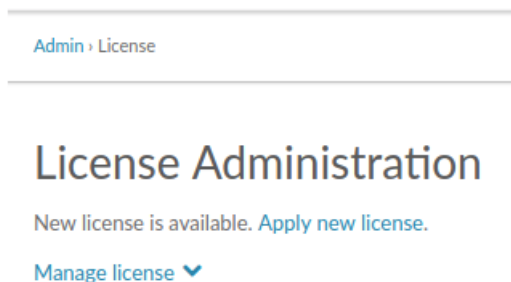 Admin › License
License Administration
New license is available. Apply new license.
Manage license